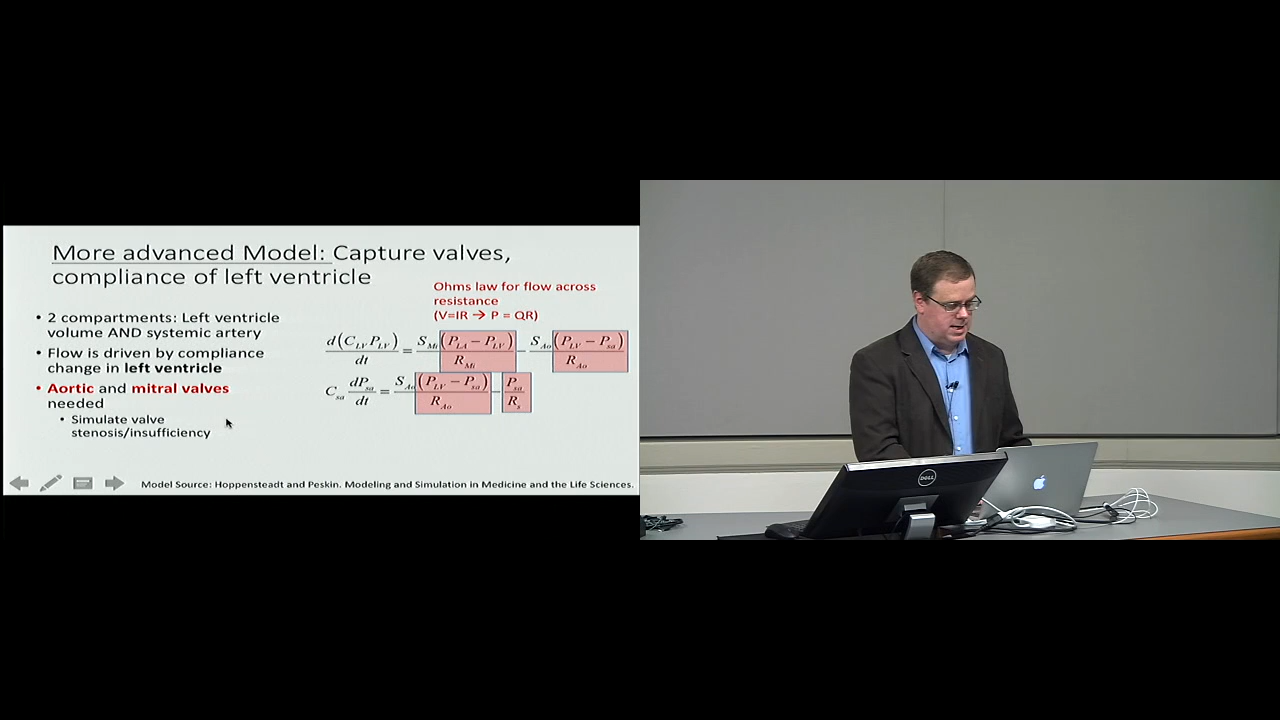 More advanced Model: Capture valves,
compliance of left ventricle
Ohms law for flow across
resistance
(V=IR → P = QR)
• 2 compartments: Left ventricle
volume AND systemic artery
• Flow is driven by compliance
change in left ventricle
• Aortic and mitral valves
needed
• Simulate valve
stenosis/insufficiency
d(C_LV P_LV)/dt = S_Mi(P_LA − P_LV)/R_Mi − S_Ao(P_LV − P_sa)/R_Ao
C_sa dP_sa/dt = S_Ao(P_LV − P_sa)/R_Ao − P_sa/R_s
Model Source: Hoppensteadt and Peskin. Modeling and Simulation in Medicine and the Life Sciences.
DELL